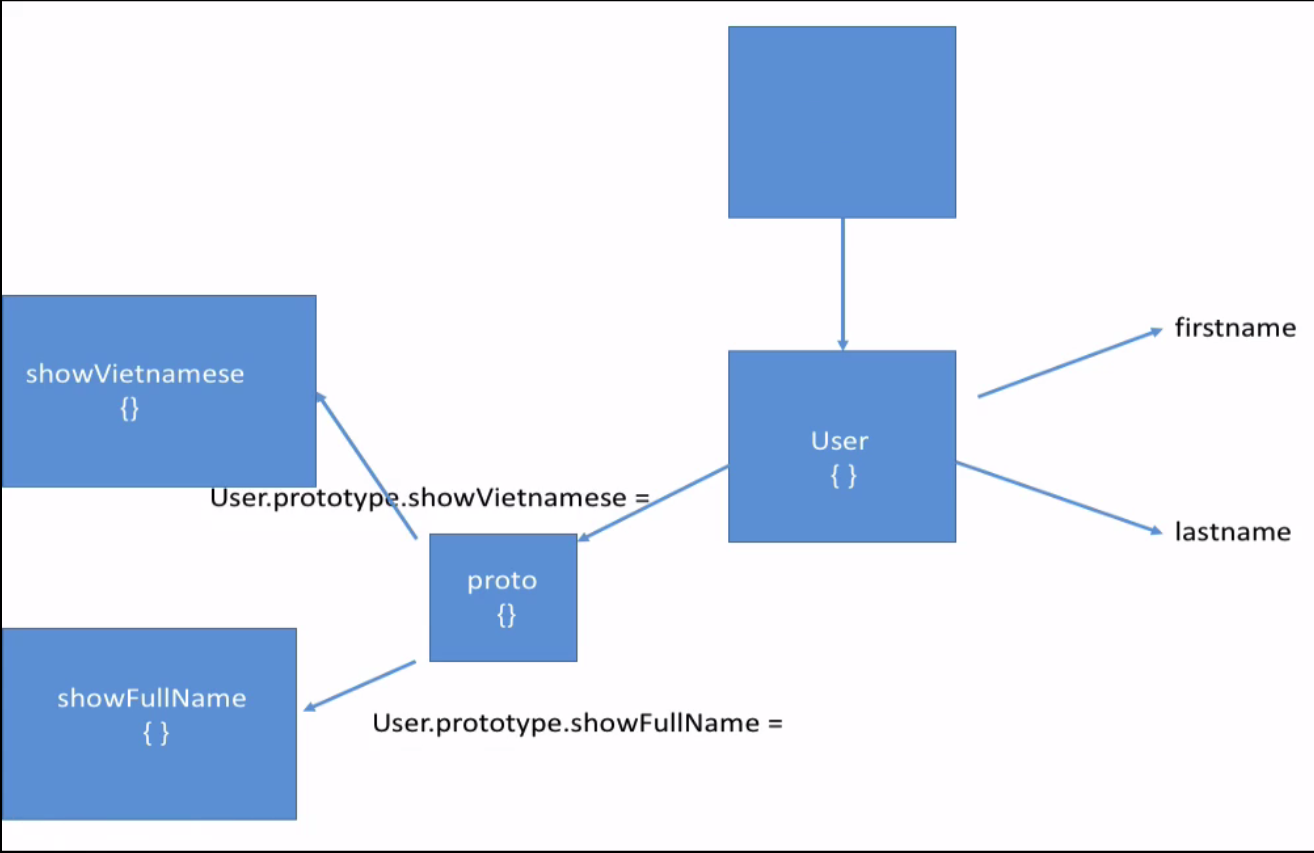 firstname
showVietnamese
{}
User
{ }
User.prototype.showVietnamese =
lastname
proto
{}
showFullName
{ }
User.prototype.showFullName =